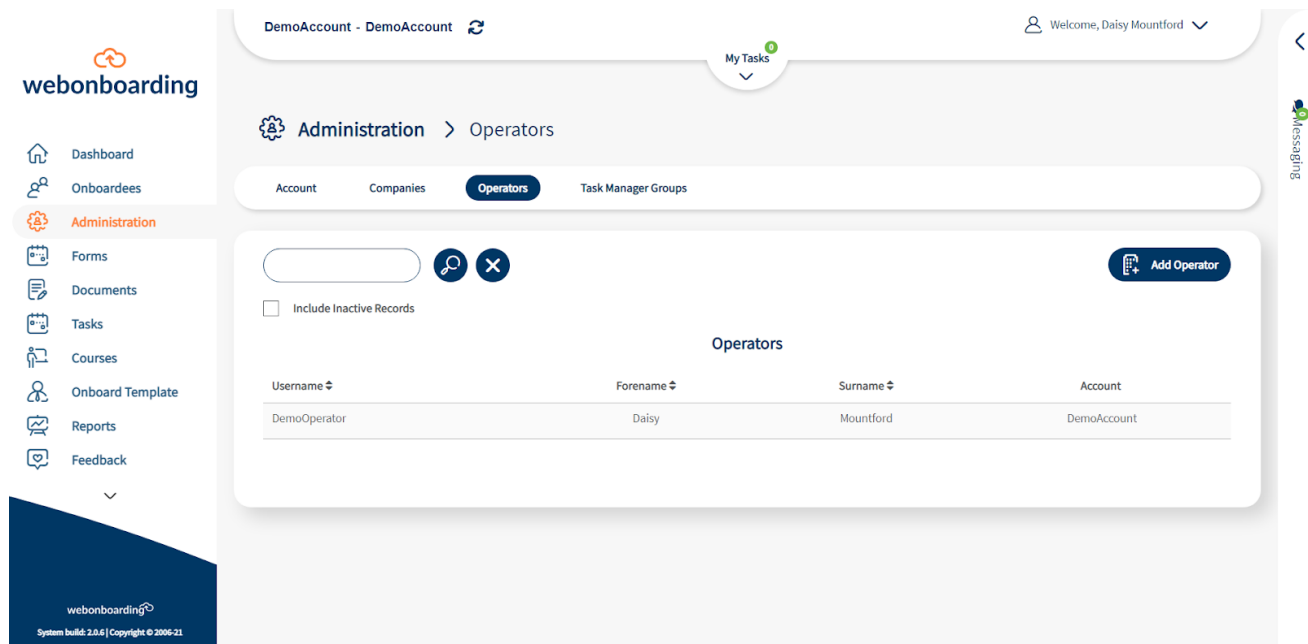 DemoAccount - DemoAccount
Welcome, Daisy Mountford
My Tasks
0
webonboarding
Administration > Operators
0
Messaging
Dashboard
Onboardees
Administration
Forms
Documents
Tasks
Courses
Onboard Template
Reports
Feedback
Account Companies Operators Task Manager Groups
Add Operator
Include Inactive Records
Operators
Username Forename Surname Account
DemoOperator Daisy Mountford DemoAccount
webonboarding
System build: 2.0.6 | Copyright © 2006-21